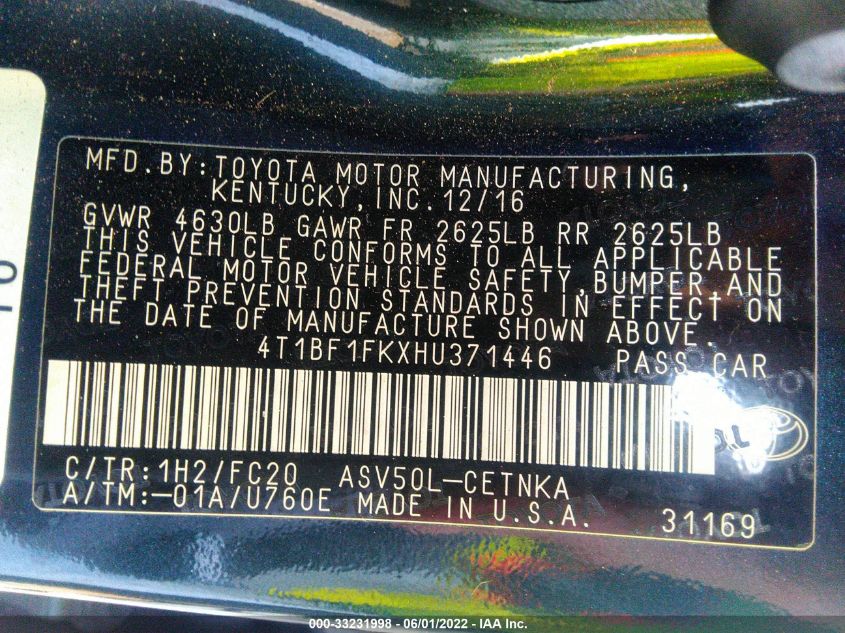 MFD.BY:TOYOTA MOTOR MANUFACTURING,
KENTUCKY,INC.12/16
GVWR 4630LB GAWR FR 2625LB RR 2625LB
THIS VEHICLE CONFORMS TO ALL APPLICABLE
FEDERAL MOTOR VEHICLE SAFETY,BUMPER,AND
THEFT PREVENTION STANDARDS IN EFFECT ON
THE DATE OF MANUFACTURE SHOWN ABOVE.
4T1BF1FKXHU371446 PASS CAR
C/TR:1H2/FC20 ASV50L-CETNKA
A/TM:-01A/U760E MADE IN U.S.A. 31169
000-33231998 - 06/01/2022 - IAA Inc.